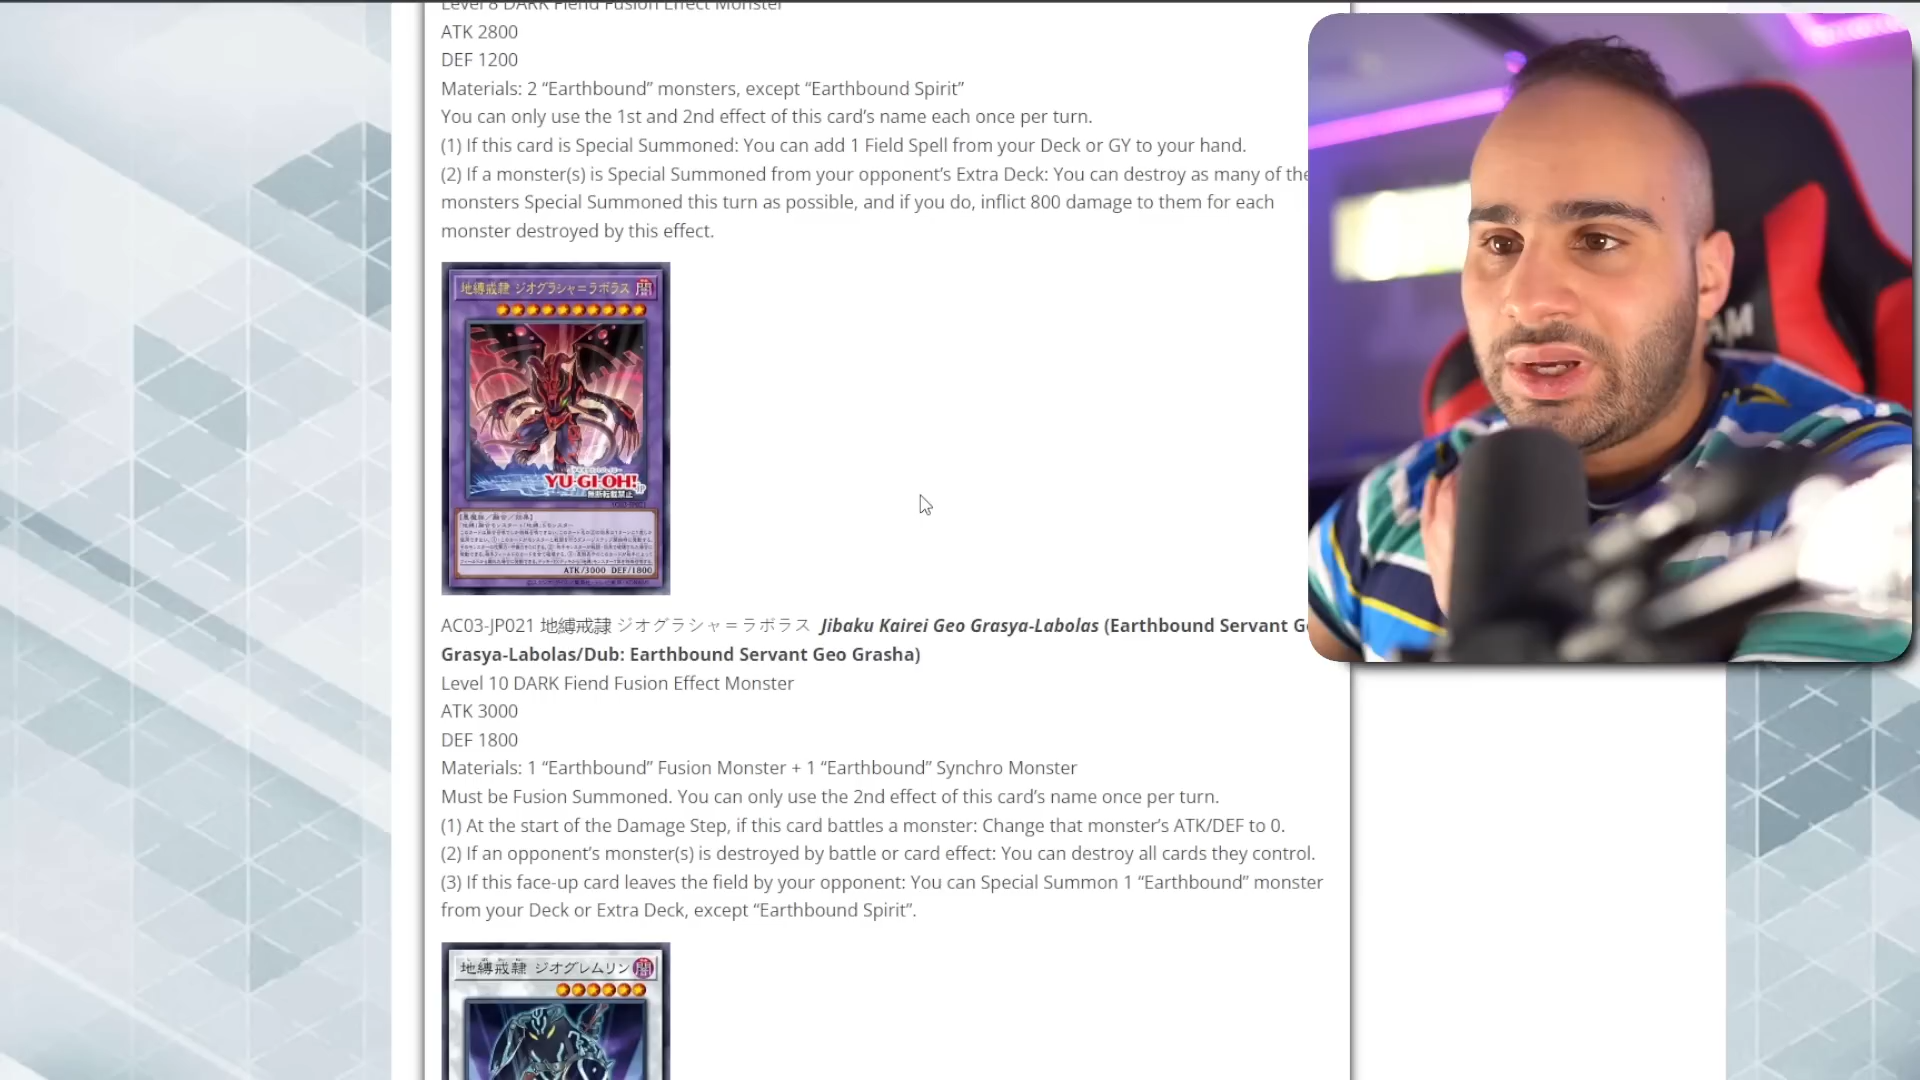 Level 8 DARK Fiend Fusion Effect Monster
ATK 2800
DEF 1200
Materials: 2 “Earthbound” monsters, except “Earthbound Spirit”
You can only use the 1st and 2nd effect of this card’s name each once per turn.
(1) If this card is Special Summoned: You can add 1 Field Spell from your Deck or GY to your hand.
(2) If a monster(s) is Special Summoned from your opponent’s Extra Deck: You can destroy as many of the
monsters Special Summoned this turn as possible, and if you do, inflict 800 damage to them for each
monster destroyed by this effect.
地縛戒隷 ジオグラシャ=ラボラス 闇
YU-GI-OH!
無断転載禁止
ATK/3000 DEF/1800
AC03-JP021 地縛戒隷 ジオグラシャ=ラボラス Jibaku Kairei Geo Grasya-Labolas (Earthbound Servant G
Grasya-Labolas/Dub: Earthbound Servant Geo Grasha)
Level 10 DARK Fiend Fusion Effect Monster
ATK 3000
DEF 1800
Materials: 1 “Earthbound” Fusion Monster + 1 “Earthbound” Synchro Monster
Must be Fusion Summoned. You can only use the 2nd effect of this card’s name once per turn.
(1) At the start of the Damage Step, if this card battles a monster: Change that monster’s ATK/DEF to 0.
(2) If an opponent’s monster(s) is destroyed by battle or card effect: You can destroy all cards they control.
(3) If this face-up card leaves the field by your opponent: You can Special Summon 1 “Earthbound” monster
from your Deck or Extra Deck, except “Earthbound Spirit”.
地縛戒隷 ジオグレムリン 闇